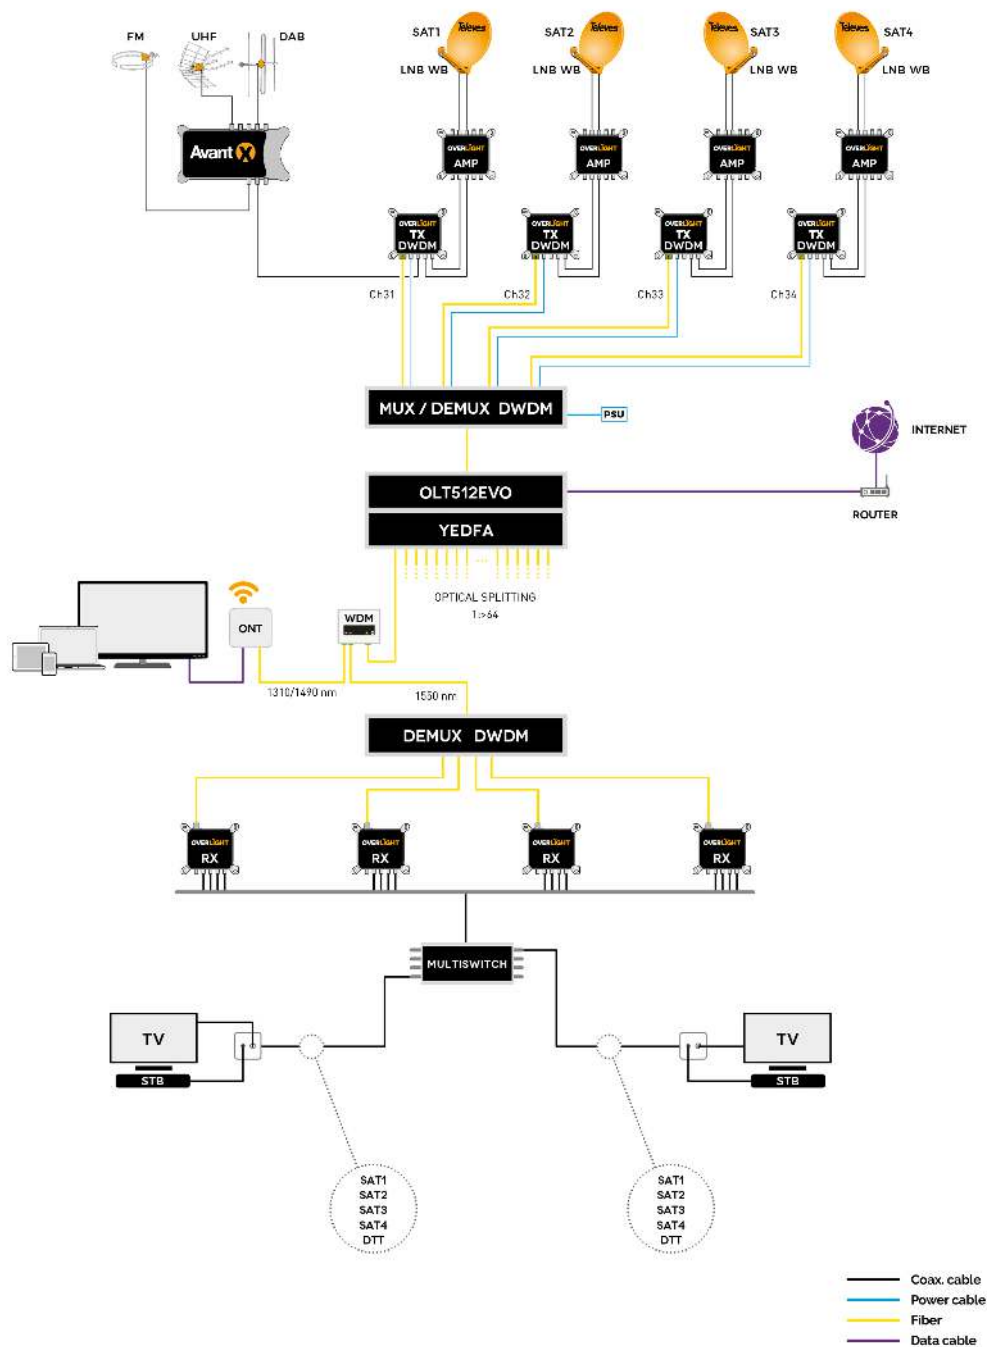 FM
UHF
DAB
SAT1
Televes
SAT2
Televes
SAT3
Televes
SAT4
Televes
LNB WB
LNB WB
LNB WB
LNB WB
Avant X
OVERLIGHT
AMP
OVERLIGHT
AMP
OVERLIGHT
AMP
OVERLIGHT
AMP
OVERLIGHT
TX
DWDM
OVERLIGHT
TX
DWDM
OVERLIGHT
TX
DWDM
OVERLIGHT
TX
DWDM
Ch31
Ch32
Ch33
Ch34
MUX / DEMUX DWDM
PSU
INTERNET
OLT512EVO
ROUTER
YEDFA
OPTICAL SPLITTING
1:>64
ONT
WDM
1310/1490 nm
1550 nm
DEMUX DWDM
OVERLIGHT
RX
OVERLIGHT
RX
OVERLIGHT
RX
OVERLIGHT
RX
MULTISWITCH
TV
STB
TV
STB
SAT1
SAT2
SAT3
SAT4
DTT
SAT1
SAT2
SAT3
SAT4
DTT
Coax. cable
Power cable
Fiber
Data cable